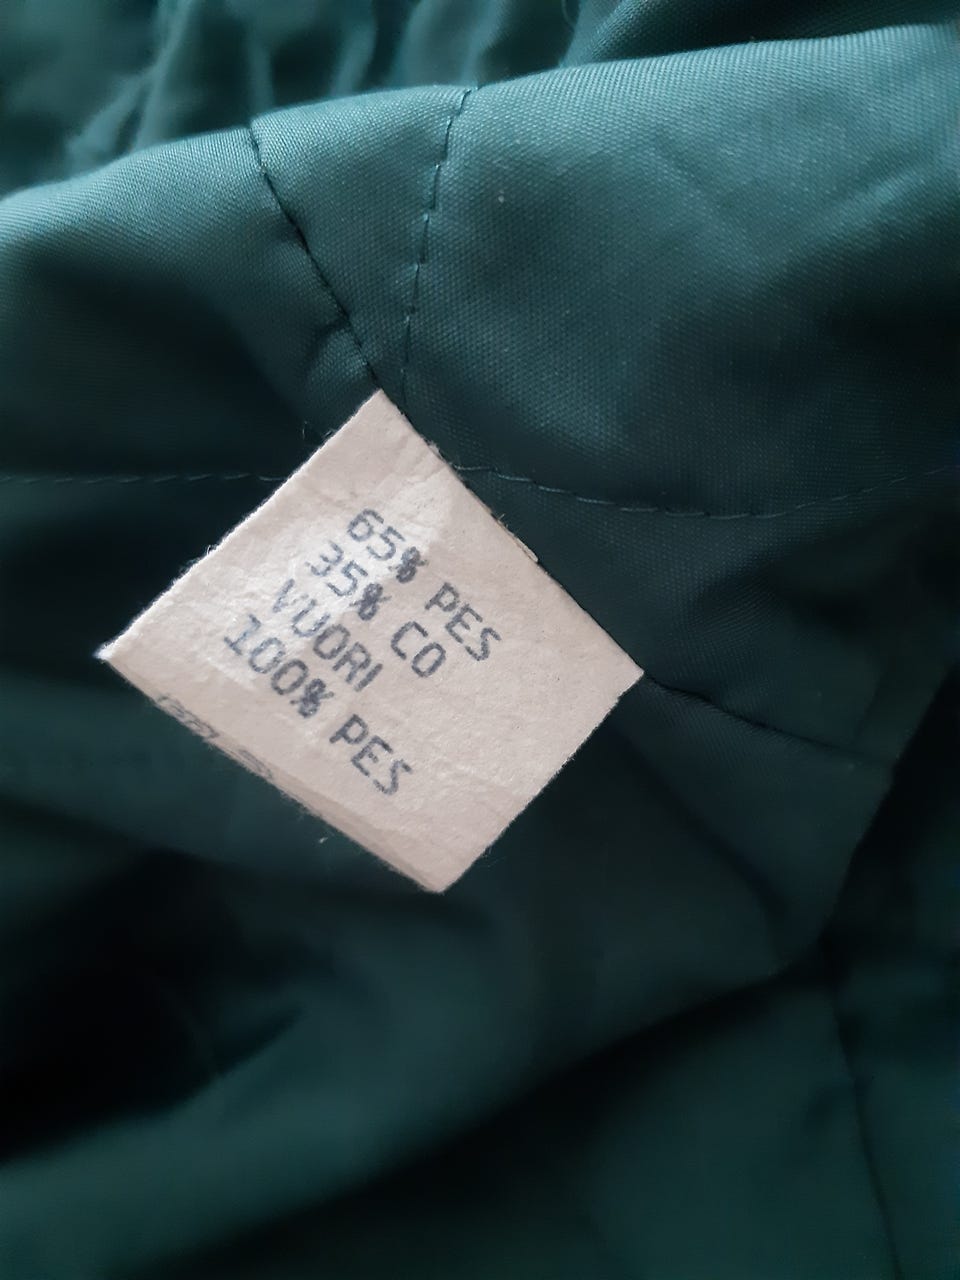 65% PES
35% CO
VUORI
100% PES